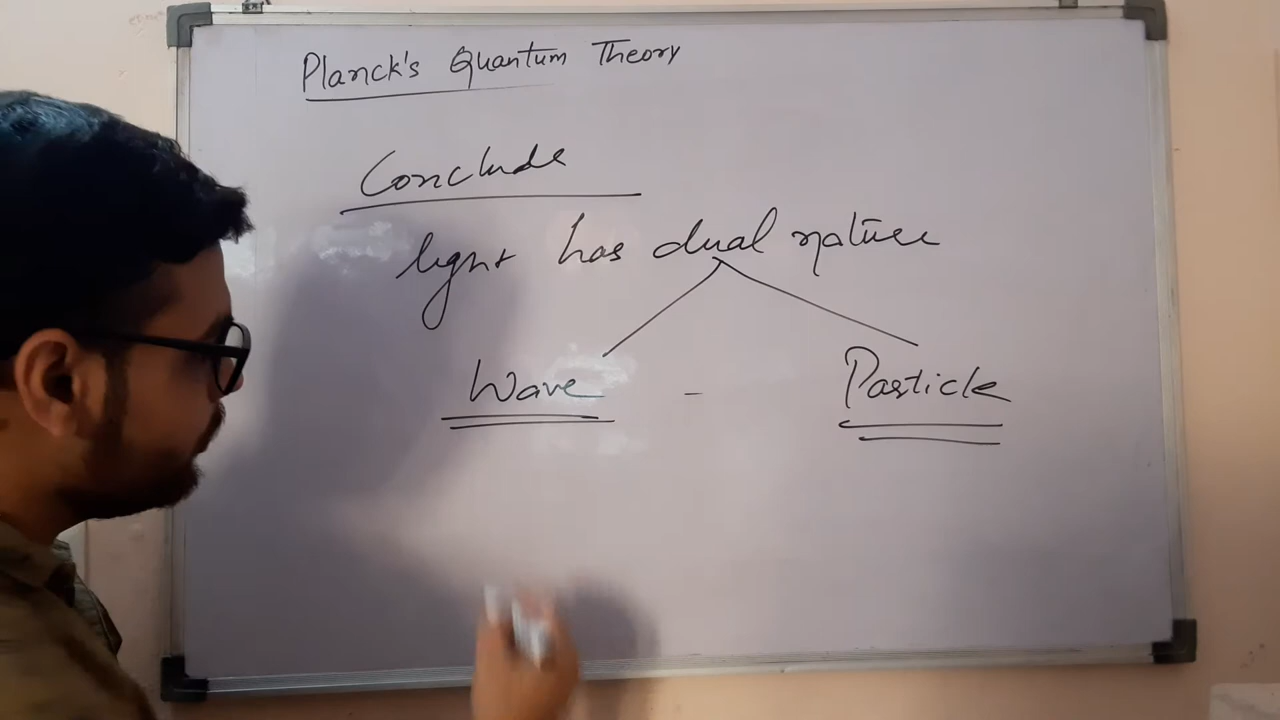 Planck's Quantum Theory
Conclude
light has dual nature
Wave - Particle